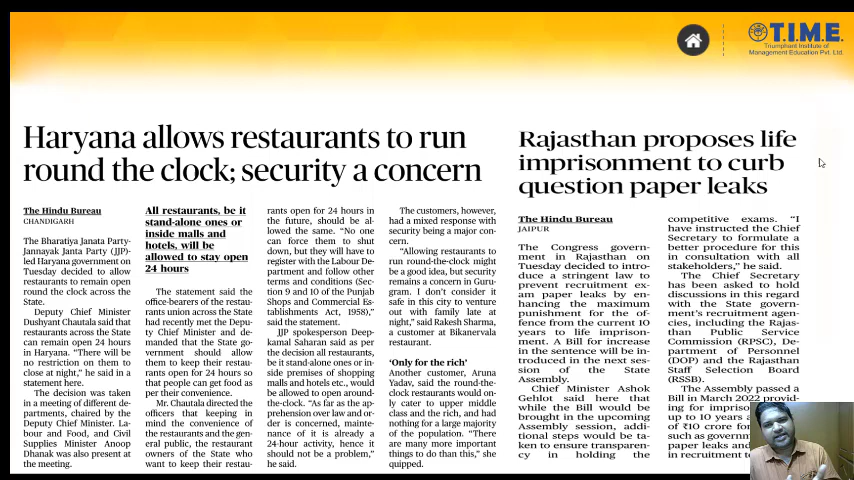 T.I.M.E.
Triumphant Institute of
Management Education Pvt. Ltd.
Haryana allows restaurants to run
round the clock; security a concern
The Hindu Bureau
CHANDIGARH
The Bharatiya Janata Party-
Jannayak Janta Party (JJP)-
led Haryana government on
Tuesday decided to allow
restaurants to remain open
round the clock across the
State.
Deputy Chief Minister
Dushyant Chautala said that
restaurants across the State
can remain open 24 hours
in Haryana. “There will be
no restriction on them to
close at night,” he said in a
statement here.
The decision was taken
in a meeting of different de-
partments, chaired by the
Deputy Chief Minister. La-
bour and Food, and Civil
Supplies Minister Anoop
Dhanak was also present at
the meeting.
All restaurants, be it
stand-alone ones or
inside malls and
hotels, will be
allowed to stay open
24 hours
The statement said the
office-bearers of the restau-
rants union across the State
had recently met the Depu-
ty Chief Minister and de-
manded that the State go-
vernment should allow
them to keep their restau-
rants open for 24 hours so
that people can get food as
per their convenience.
Mr. Chautala directed the
officers that keeping in
mind the convenience of
the restaurants and the gen-
eral public, the restaurant
owners of the State who
want to keep their restau-
rants open for 24 hours in
the future, should be al-
lowed the same. “No one
can force them to shut
down, but they will have to
register with the Labour De-
partment and follow other
terms and conditions (Sec-
tion 9 and 10 of the Punjab
Shops and Commercial Es-
tablishments Act, 1958),”
said the statement.
JJP spokesperson Deep-
kamal Saharan said as per
the decision all restaurants,
be it stand-alone ones or in-
side premises of shopping
malls and hotels etc., would
be allowed to open around-
the-clock. “As far as the ap-
prehension over law and or-
der is concerned, mainte-
nance of it is already a
24-hour activity, hence it
should not be a problem,”
he said.
The customers, however,
had a mixed response with
security being a major con-
cern.
“Allowing restaurants to
run round-the-clock might
be a good idea, but security
remains a concern in Guru-
gram. I don’t consider it
safe in this city to venture
out with family late at
night,” said Rakesh Sharma,
a customer at Bikanervala
restaurant.
‘Only for the rich’
Another customer, Aruna
Yadav, said the round-the-
clock restaurants would on-
ly cater to upper middle
class and the rich, and had
nothing for a large majority
of the population. “There
are many more important
things to do than this,” she
quipped.
Rajasthan proposes life
imprisonment to curb
question paper leaks
The Hindu Bureau
JAIPUR
The Congress govern-
ment in Rajasthan on
Tuesday decided to intro-
duce a stringent law to
prevent recruitment ex-
am paper leaks by en-
hancing the maximum
punishment for the of-
fence from the current 10
years to life imprison-
ment. A Bill for increase
in the sentence will be in-
troduced in the next ses-
sion of the State
Assembly.
Chief Minister Ashok
Gehlot said here that
while the Bill would be
brought in the upcoming
Assembly session, addi-
tional steps would be ta-
ken to ensure transparen-
cy in holding the
competitive exams. “I
have instructed the Chief
Secretary to formulate a
better procedure for this
in consultation with all
stakeholders,” he said.
The Chief Secretary
has been asked to hold
discussions in this regard
with the State govern-
ment’s recruitment agen-
cies, including the Rajas-
than Public Service
Commission (RPSC), De-
partment of Personnel
(DOP) and the Rajasthan
Staff Selection Board
(RSSB).
The Assembly passed a
Bill in March 2022 provid-
ing for impriso
up to 10 years a
of ₹10 crore fo
such as governm
paper leaks an
in recruitment t